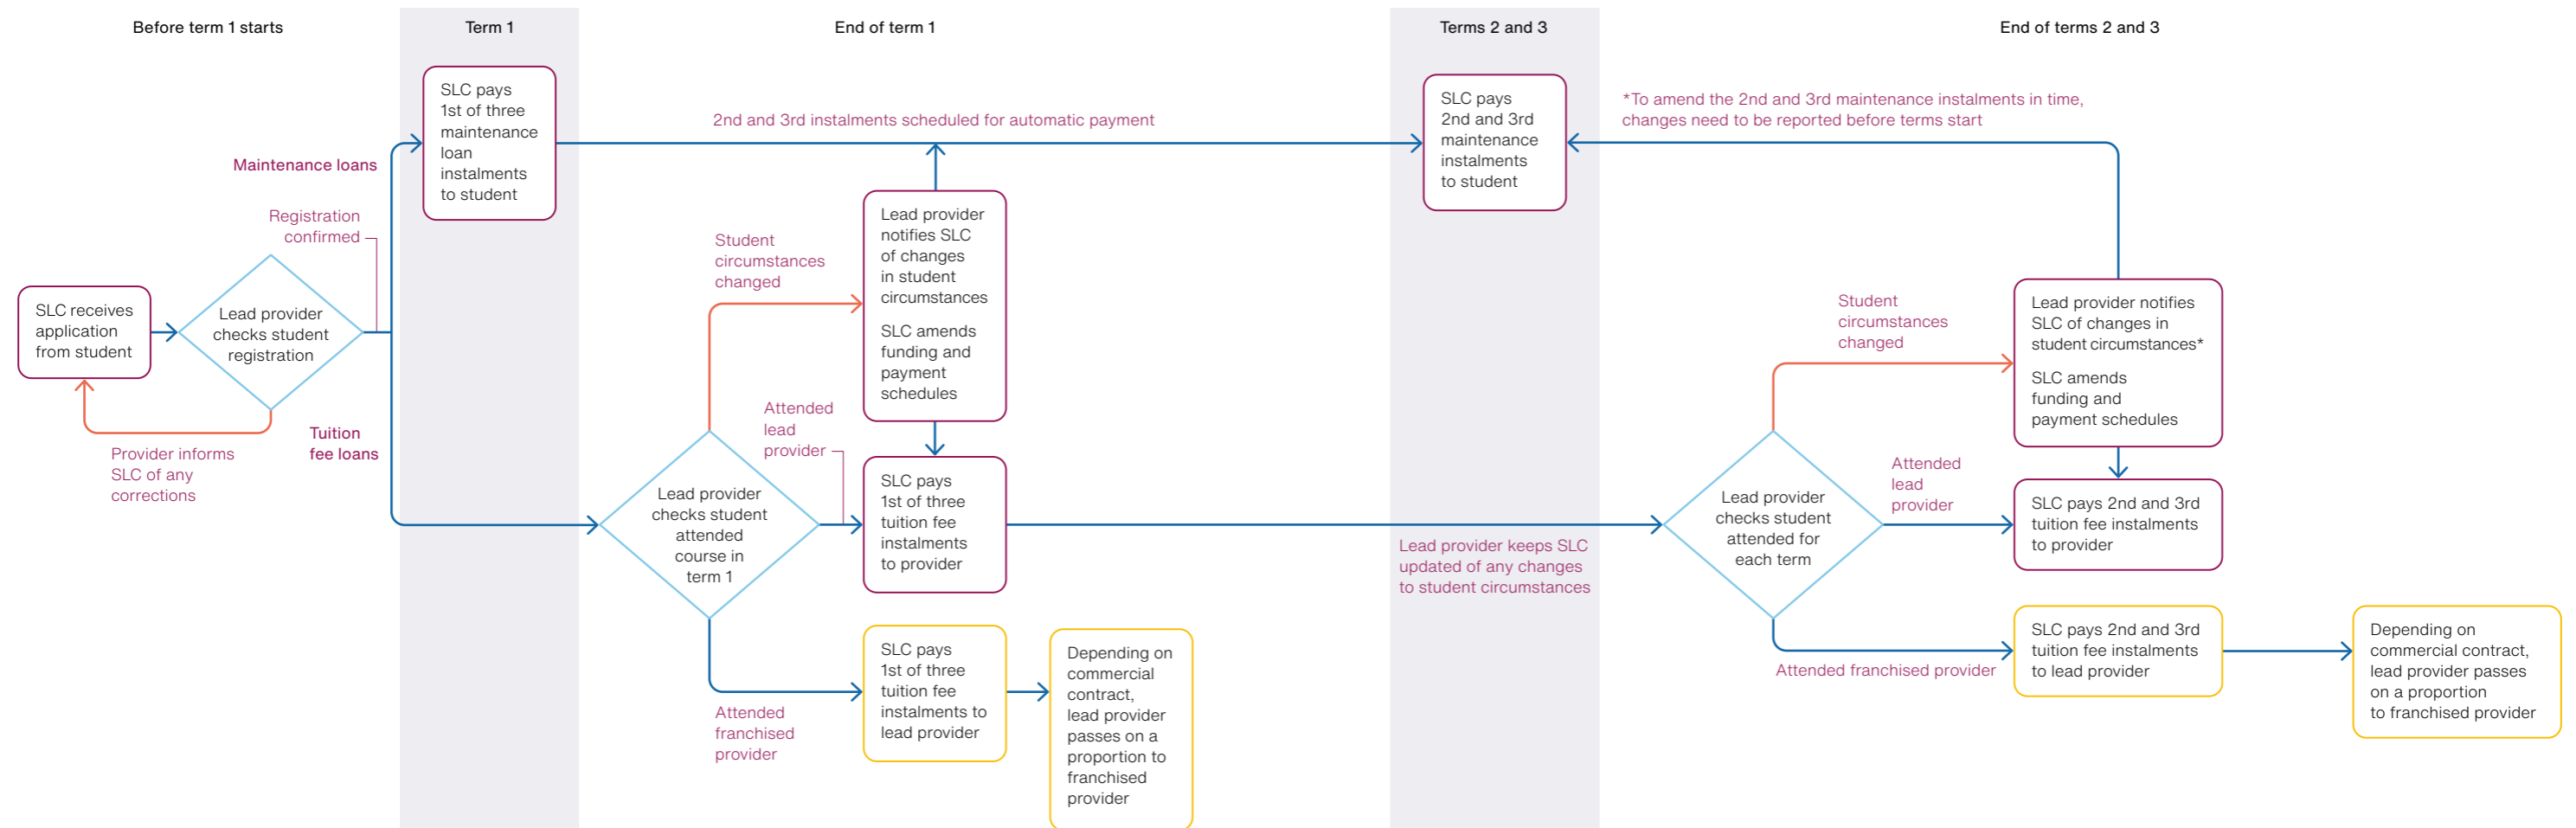 Before term 1 starts
Term 1
End of term 1
Terms 2 and 3
End of terms 2 and 3
SLC receives
application
from student
Lead provider
checks student
registration
Provider informs
SLC of any
corrections
Registration
confirmed
Maintenance loans
Tuition
fee loans
SLC pays
1st of three
maintenance
loan
instalments
to student
2nd and 3rd instalments scheduled for automatic payment
Lead provider
checks student
attended
course in
term 1
Student
circumstances
changed
Lead provider
notifies SLC
of changes
in student
circumstances
SLC amends
funding and
payment
schedules
Attended
lead
provider
SLC pays
1st of three
tuition fee
instalments
to provider
Attended
franchised
provider
SLC pays
1st of three
tuition fee
instalments to
lead provider
Depending on
commercial
contract,
lead provider
passes on a
proportion to
franchised
provider
SLC pays
2nd and 3rd
maintenance
instalments
to student
Lead provider keeps SLC
updated of any changes
to student circumstances
*To amend the 2nd and 3rd maintenance instalments in time,
changes need to be reported before terms start
Lead provider
checks student
attended for
each term
Student
circumstances
changed
Lead provider notifies
SLC of changes in
student circumstances*
SLC amends
funding and
payment schedules
Attended
lead
provider
SLC pays 2nd and 3rd
tuition fee instalments
to provider
Attended franchised provider
SLC pays 2nd and 3rd
tuition fee instalments
to lead provider
Depending on
commercial contract,
lead provider passes
on a proportion
to franchised provider